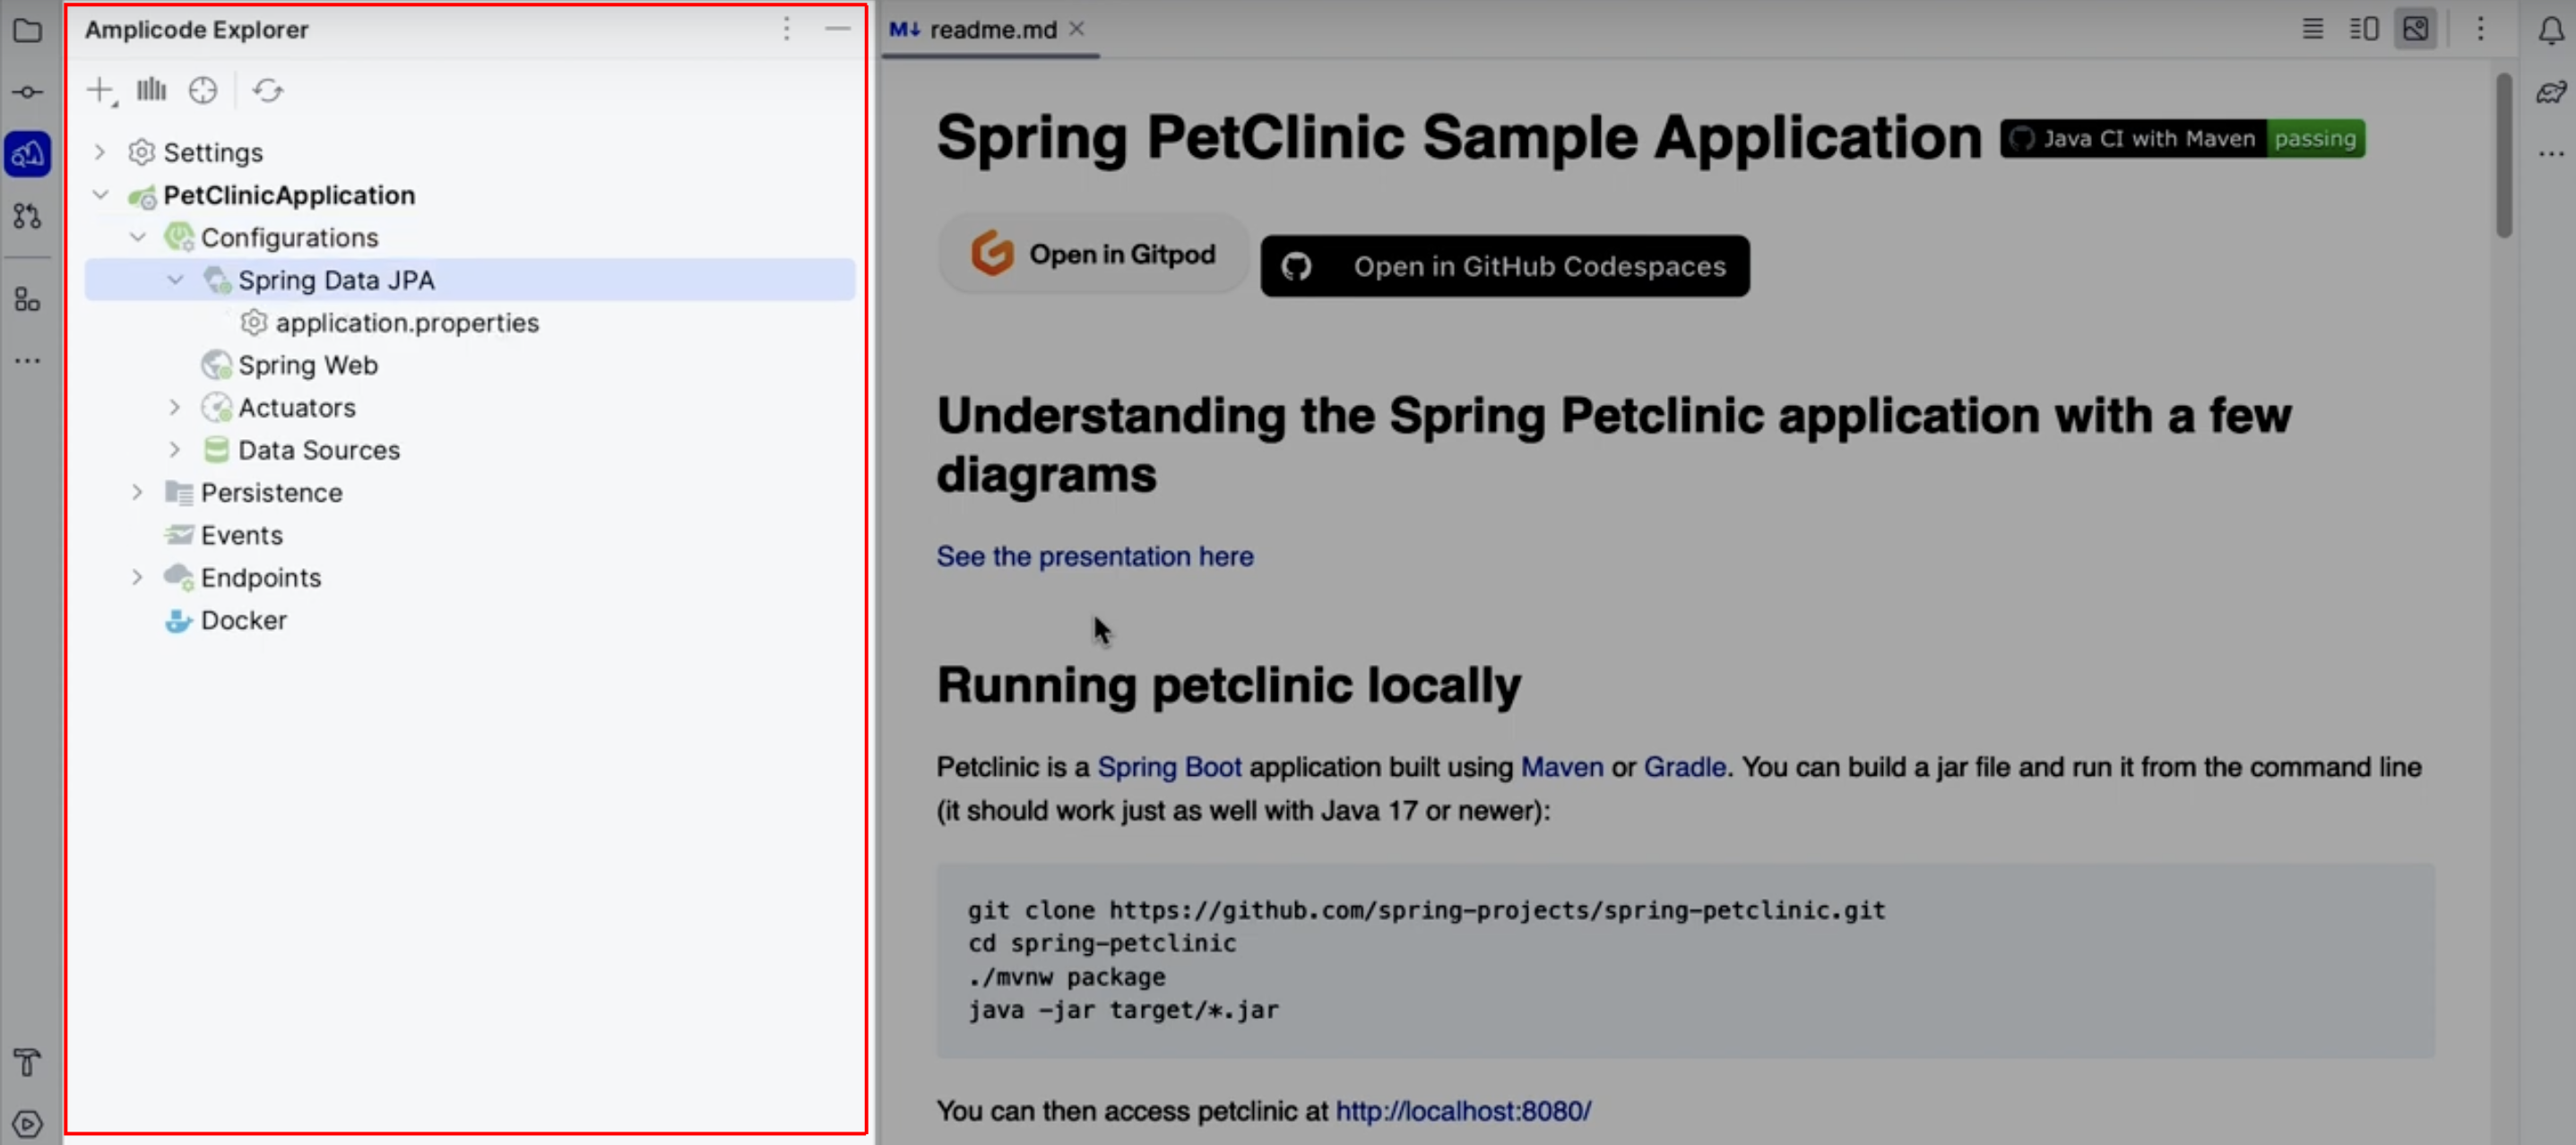 Amplicode Explorer
Settings
PetClinicApplication
Configurations
Spring Data JPA
application.properties
Spring Web
Actuators
Data Sources
Persistence
Events
Endpoints
Docker
M↓ readme.md
Spring PetClinic Sample Application Java CI with Maven passing
Open in Gitpod Open in GitHub Codespaces
Understanding the Spring Petclinic application with a few
diagrams
See the presentation here
Running petclinic locally
Petclinic is a Spring Boot application built using Maven or Gradle. You can build a jar file and run it from the command line
(it should work just as well with Java 17 or newer):
git clone https://github.com/spring-projects/spring-petclinic.git
cd spring-petclinic
./mvnw package
java -jar target/*.jar
You can then access petclinic at http://localhost:8080/